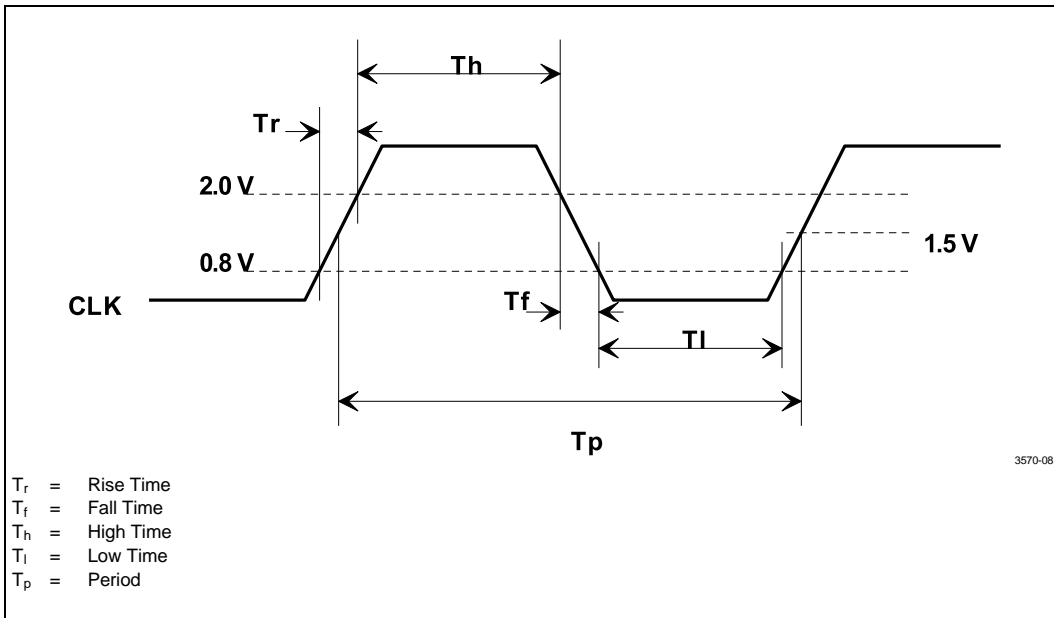 Th
Tr
2.0 V
1.5 V
0.8 V
CLK
Tf
Tl
Tp
3570-08
Tr = Rise Time
Tf = Fall Time
Th = High Time
Tl = Low Time
Tp = Period